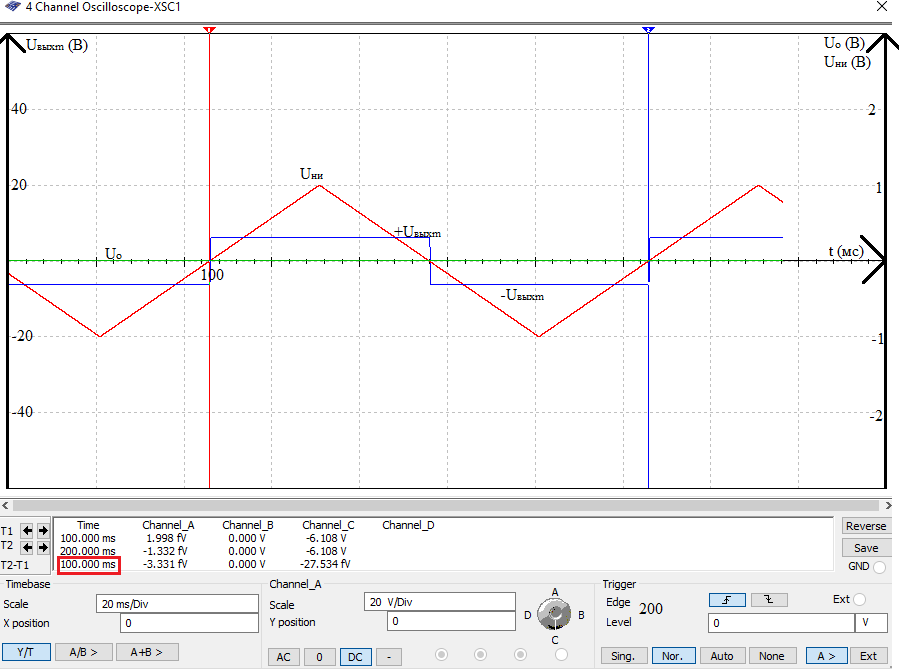 4 Channel Oscilloscope-XSC1
Uвыхm (В)
Uо (В)
Uни (В)
40
2
20
1
Uни
+Uвыхm
Uо
t (мс)
100
-Uвыхm
-20
-1
-40
-2
Time Channel_A Channel_B Channel_C Channel_D
T1 100.000 ms 1.998 fV 0.000 V -6.108 V
T2 200.000 ms -1.332 fV 0.000 V -6.108 V
T2-T1 100.000 ms -3.331 fV 0.000 V -27.534 fV
Reverse
Save
GND
Timebase
Scale 20 ms/Div
X position 0
Y/T A/B > A+B >
Channel_A
Scale 20 V/Div
Y position 0
AC 0 DC -
A
D B
C
Trigger
Edge 200 Ext
Level 0 V
Sing. Nor. Auto None A > Ext